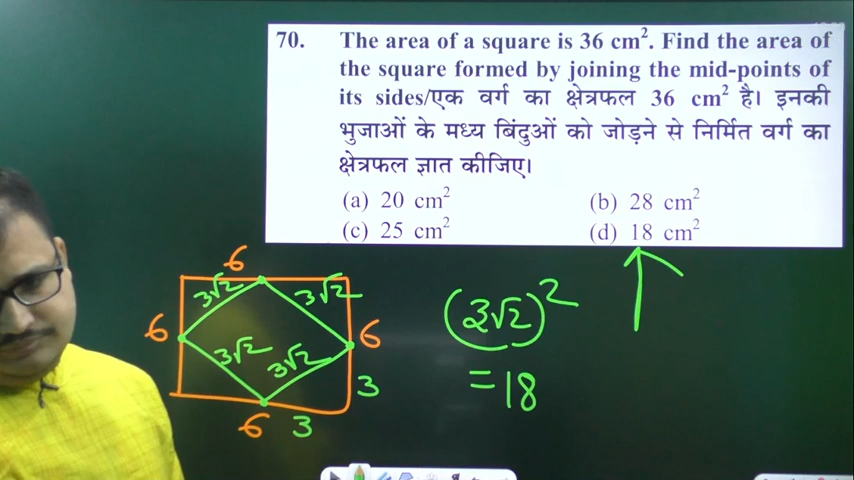 70. The area of a square is 36 cm². Find the area of
the square formed by joining the mid-points of
its sides/एक वर्ग का क्षेत्रफल 36 cm² है। इनकी
भुजाओं के मध्य बिंदुओं को जोड़ने से निर्मित वर्ग का
क्षेत्रफल ज्ञात कीजिए।
(a) 20 cm² (b) 28 cm²
(c) 25 cm² (d) 18 cm²
6
3√2 3√2
6 6
3√2 3√2
3
6 3
(3√2)²
=18